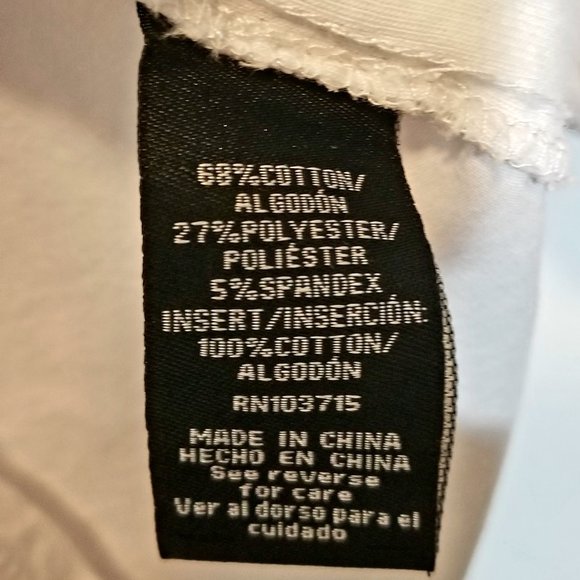 68%COTTON/
ALGODÓN
27%POLYESTER/
POLIÉSTER
5%SPANDEX
INSERT/INSERCIÓN:
100%COTTON/
ALGODÓN
RN103715
MADE IN CHINA
HECHO EN CHINA
See reverse
for care
Ver al dorso para el
cuidado